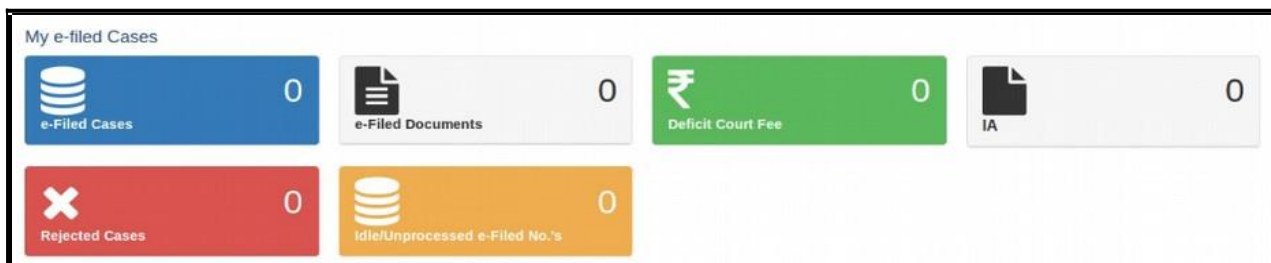 My e-filed Cases
0
e-Filed Cases
0
e-Filed Documents
₹ 0
Deficit Court Fee
0
IA
0
Rejected Cases
0
Idle/Unprocessed e-Filed No.'s